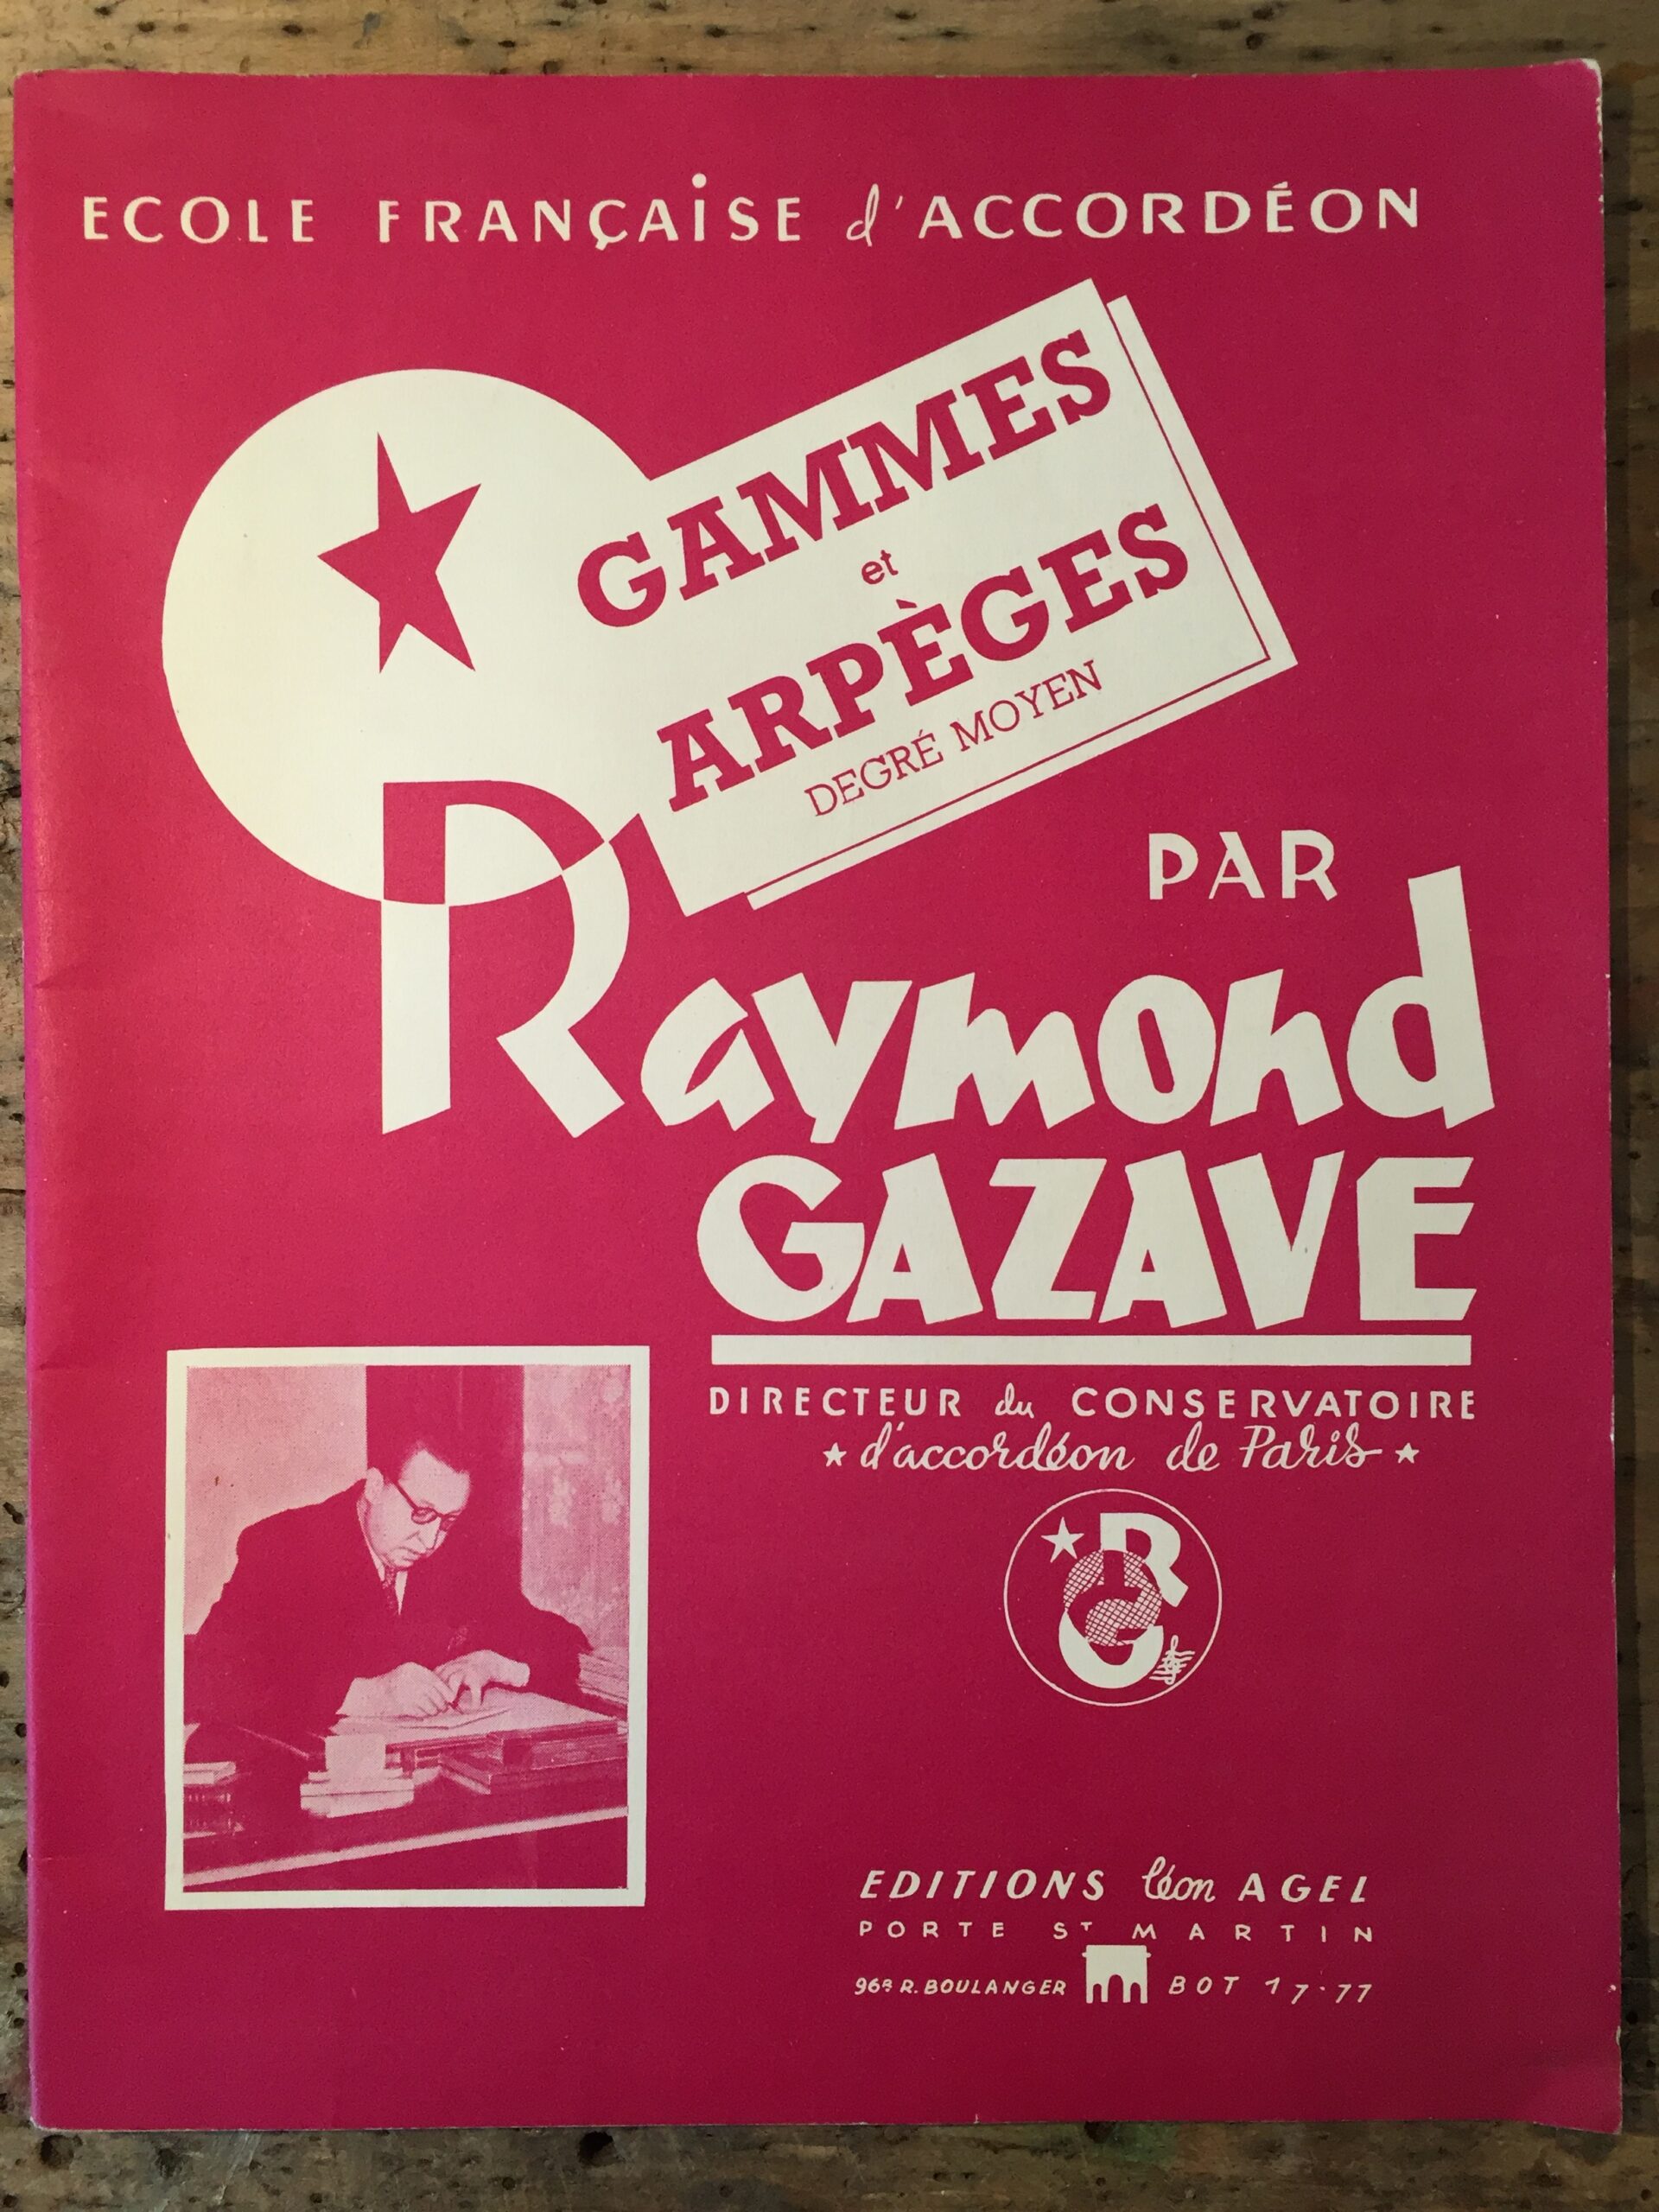 ECOLE FRANÇAISE d'ACCORDÉON
GAMMES
et
ARPÈGES
DEGRÉ MOYEN
PAR
Raymond
GAZAVE
DIRECTEUR du CONSERVATOIRE
d'accordéon de Paris
RG
EDITIONS léon AGEL
PORTE ST MARTIN
96B R. BOULANGER BOT 17·77